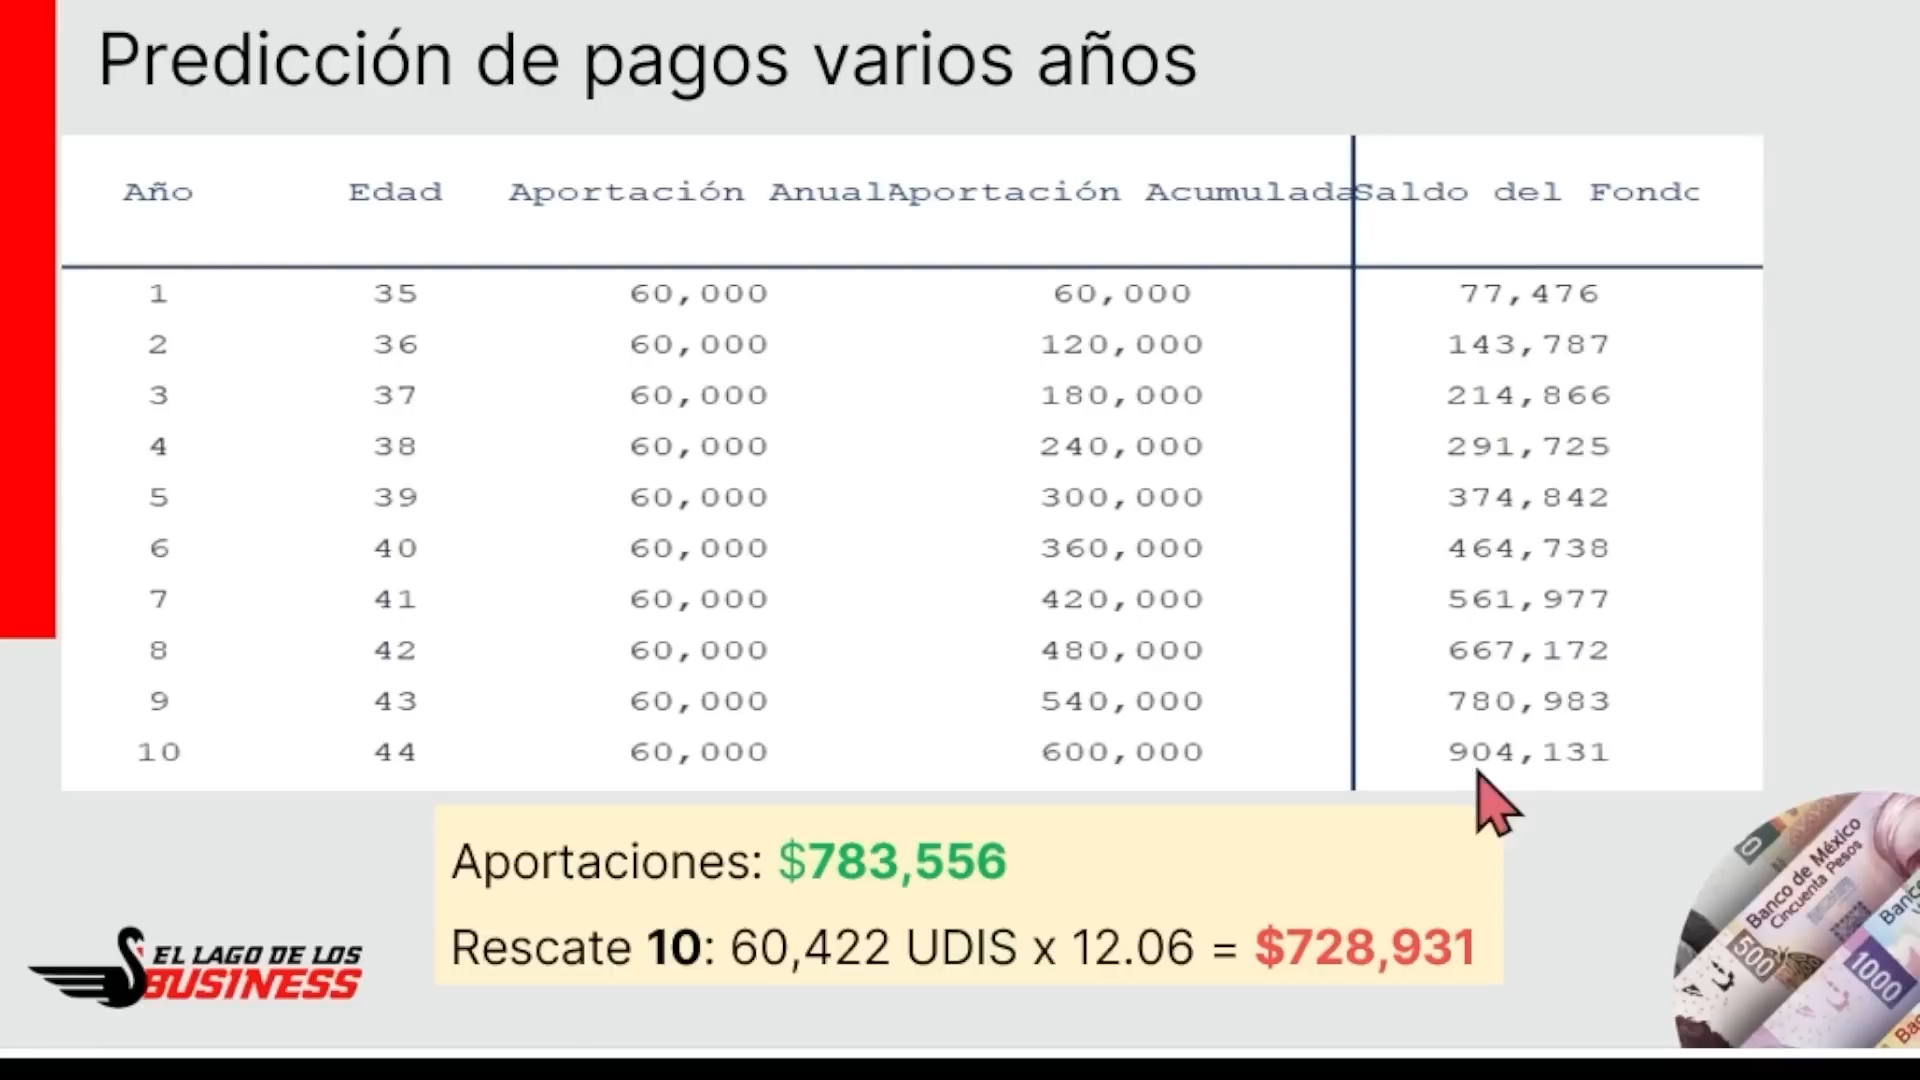 Predicción de pagos varios años
Año Edad Aportación Anual Aportación Acumulada Saldo del Fondo
1 35 60,000 60,000 77,476
2 36 60,000 120,000 143,787
3 37 60,000 180,000 214,866
4 38 60,000 240,000 291,725
5 39 60,000 300,000 374,842
6 40 60,000 360,000 464,738
7 41 60,000 420,000 561,977
8 42 60,000 480,000 667,172
9 43 60,000 540,000 780,983
10 44 60,000 600,000 904,131
Aportaciones: $783,556
Rescate 10: 60,422 UDIS x 12.06 = $728,931
EL LAGO DE LOS
BUSINESS
Banco de México
Cincuenta Pesos
500
1000